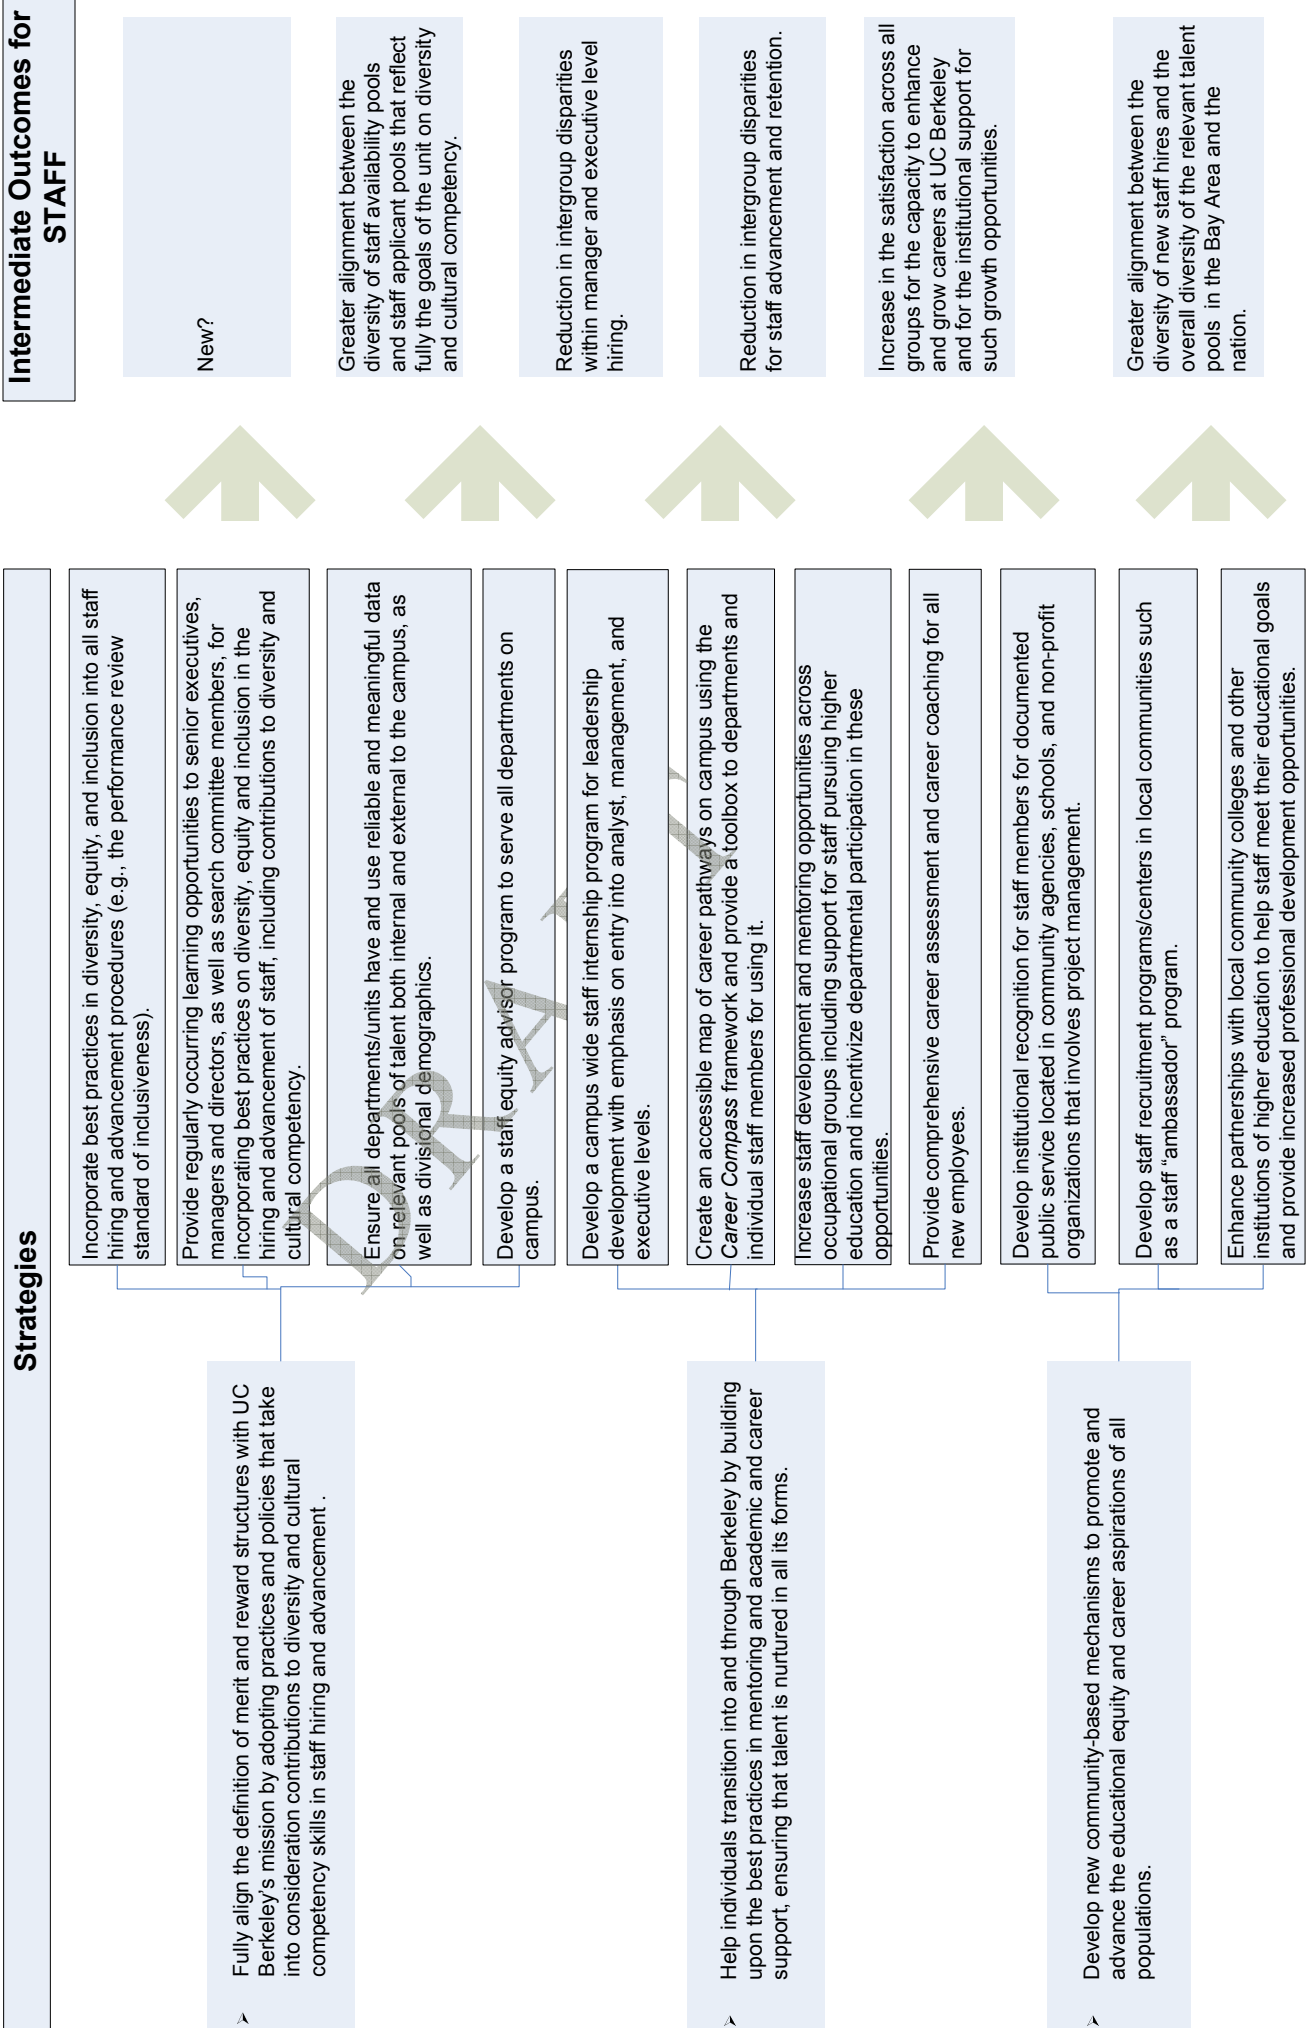 Strategies
Intermediate Outcomes for
STAFF
➢
Fully align the definition of merit and reward structures with UC
Berkeley’s mission by adopting practices and policies that take
into consideration contributions to diversity and cultural
competency skills in staff hiring and advancement .
Incorporate best practices in diversity, equity, and inclusion into all staff
hiring and advancement procedures (e.g., the performance review
standard of inclusiveness).
Provide regularly occurring learning opportunities to senior executives,
managers and directors, as well as search committee members, for
incorporating best practices on diversity, equity and inclusion in the
hiring and advancement of staff, including contributions to diversity and
cultural competency.
Ensure all departments/units have and use reliable and meaningful data
on relevant pools of talent both internal and external to the campus, as
well as divisional demographics.
Develop a staff equity advisor program to serve all departments on
campus.
➢
Help individuals transition into and through Berkeley by building
upon the best practices in mentoring and academic and career
support, ensuring that talent is nurtured in all its forms.
Develop a campus wide staff internship program for leadership
development with emphasis on entry into analyst, management, and
executive levels.
Create an accessible map of career pathways on campus using the
Career Compass framework and provide a toolbox to departments and
individual staff members for using it.
Increase staff development and mentoring opportunities across
occupational groups including support for staff pursuing higher
education and incentivize departmental participation in these
opportunities.
Provide comprehensive career assessment and career coaching for all
new employees.
➢
Develop new community-based mechanisms to promote and
advance the educational equity and career aspirations of all
populations.
Develop institutional recognition for staff members for documented
public service located in community agencies, schools, and non-profit
organizations that involves project management.
Develop staff recruitment programs/centers in local communities such
as a staff “ambassador” program.
Enhance partnerships with local community colleges and other
institutions of higher education to help staff meet their educational goals
and provide increased professional development opportunities.
New?
Greater alignment between the
diversity of staff availability pools
and staff applicant pools that reflect
fully the goals of the unit on diversity
and cultural competency.
Reduction in intergroup disparities
within manager and executive level
hiring.
Reduction in intergroup disparities
for staff advancement and retention.
Increase in the satisfaction across all
groups for the capacity to enhance
and grow careers at UC Berkeley
and for the institutional support for
such growth opportunities.
Greater alignment between the
diversity of new staff hires and the
overall diversity of the relevant talent
pools in the Bay Area and the
nation.
DRAFT